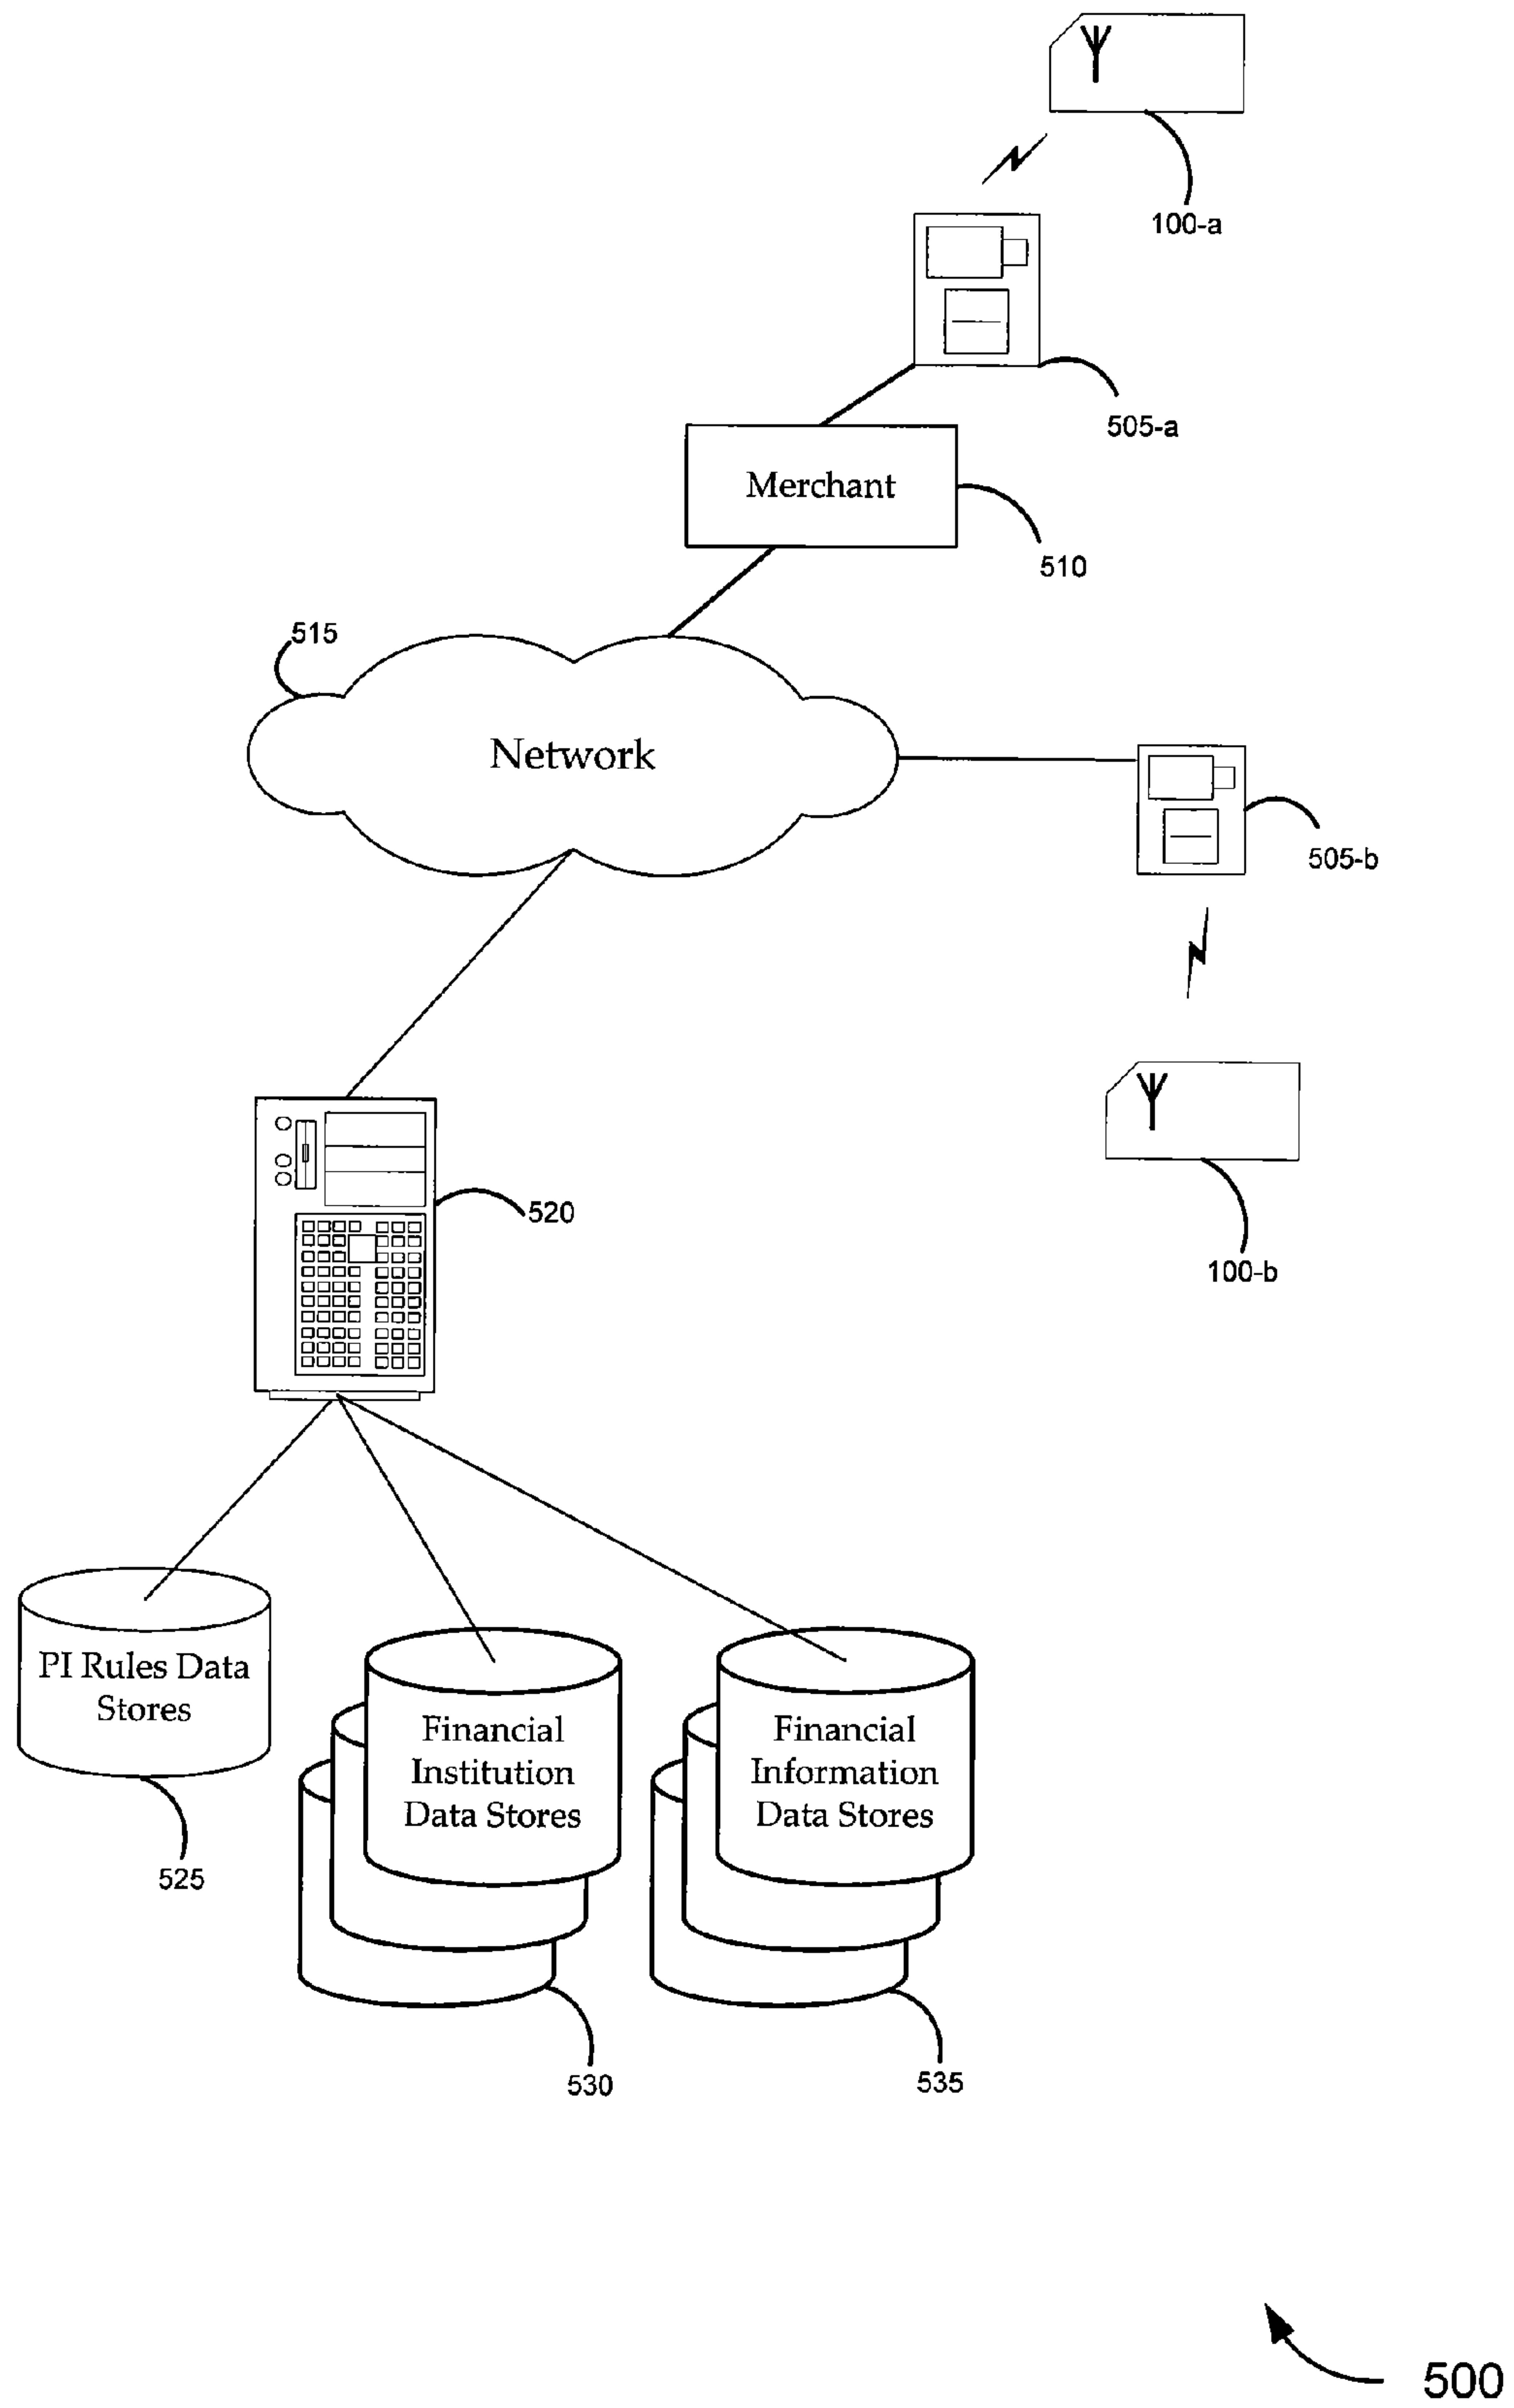 100-a
505-a
Merchant
510
515
Network
505-b
520
100-b
PI Rules Data
Stores
Financial
Institution
Data Stores
Financial
Information
Data Stores
525
530
535
500